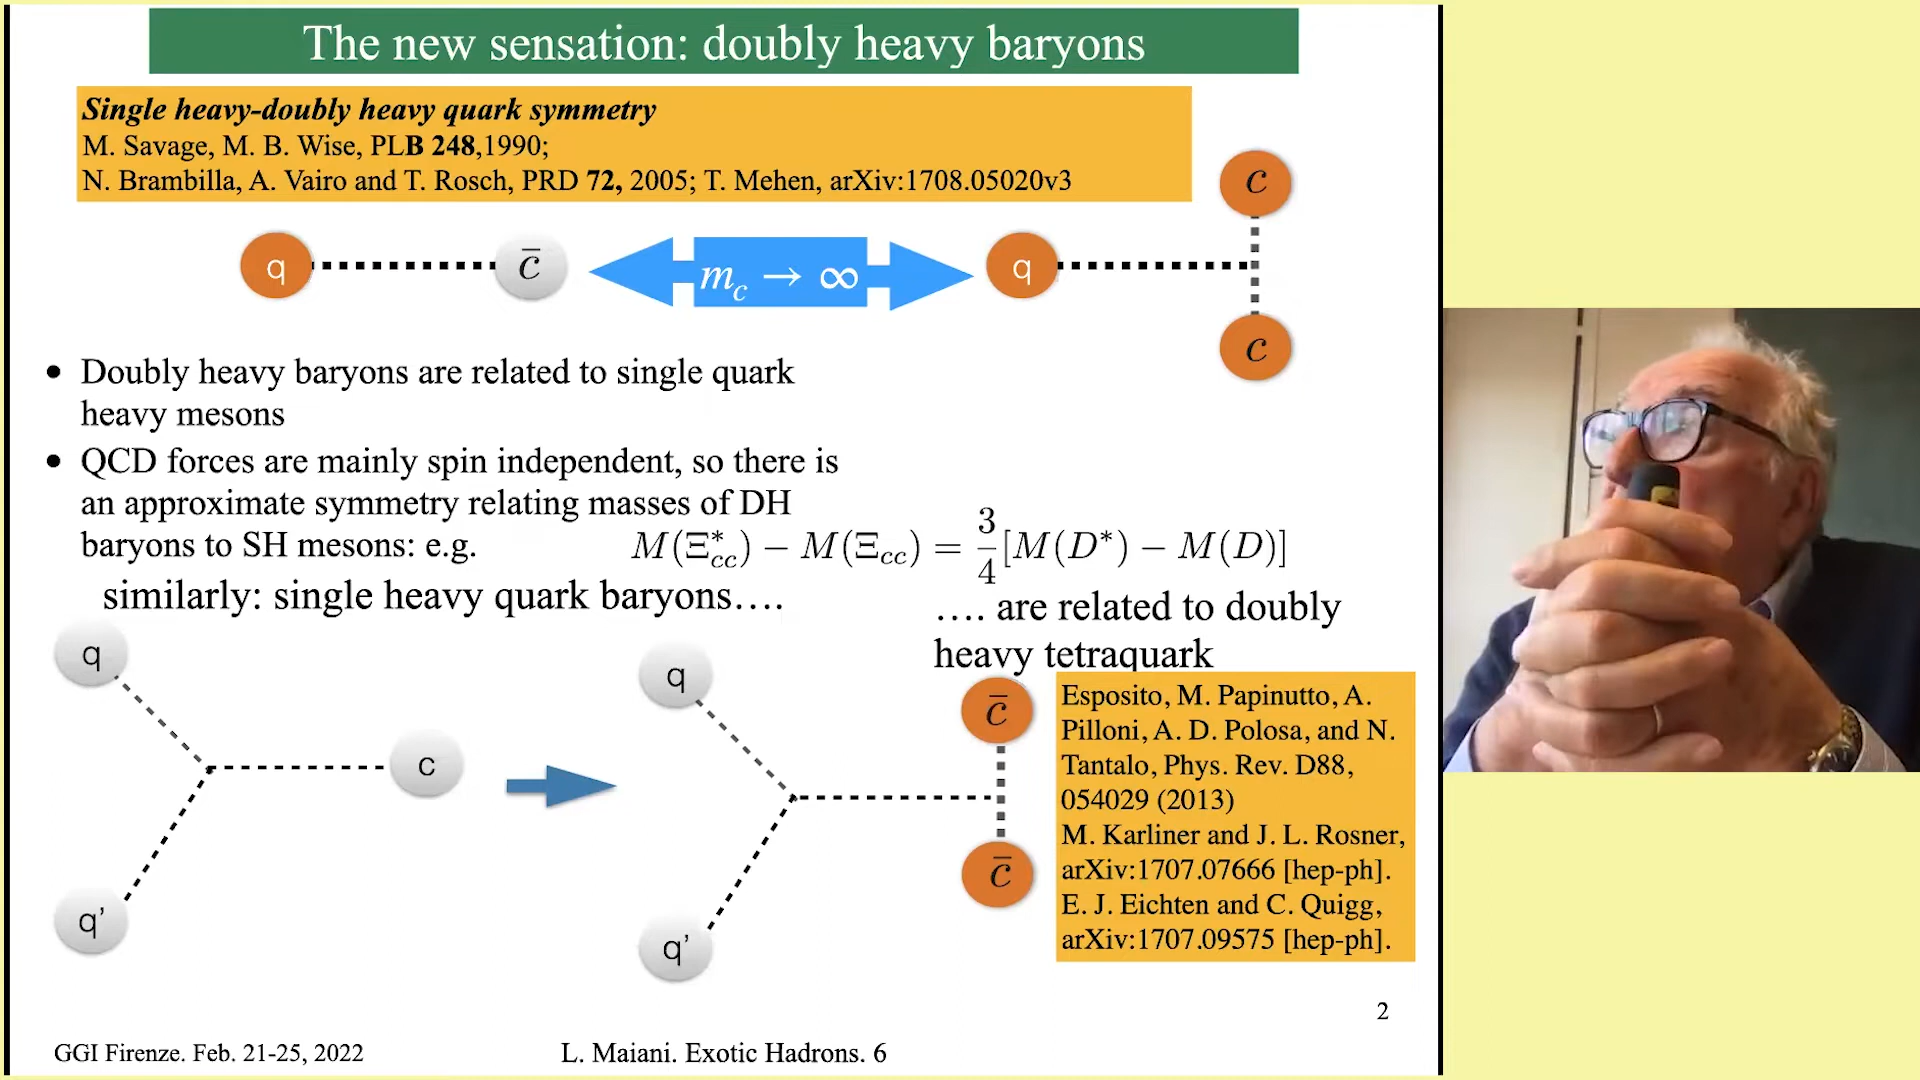 The new sensation: doubly heavy baryons
Single heavy-doubly heavy quark symmetry
M. Savage, M. B. Wise, PLB 248,1990;
N. Brambilla, A. Vairo and T. Rosch, PRD 72, 2005; T. Mehen, arXiv:1708.05020v3
q
c̄
m_c → ∞
q
c
c
• Doubly heavy baryons are related to single quark
heavy mesons
• QCD forces are mainly spin independent, so there is
an approximate symmetry relating masses of DH
baryons to SH mesons: e.g.
M(Ξ*_cc) − M(Ξ_cc) = 3/4 [M(D*) − M(D)]
similarly: single heavy quark baryons….
…. are related to doubly
heavy tetraquark
q
c
q’
q
c̄
c̄
q’
Esposito, M. Papinutto, A.
Pilloni, A. D. Polosa, and N.
Tantalo, Phys. Rev. D88,
054029 (2013)
M. Karliner and J. L. Rosner,
arXiv:1707.07666 [hep-ph].
E. J. Eichten and C. Quigg,
arXiv:1707.09575 [hep-ph].
2
GGI Firenze. Feb. 21-25, 2022
L. Maiani. Exotic Hadrons. 6